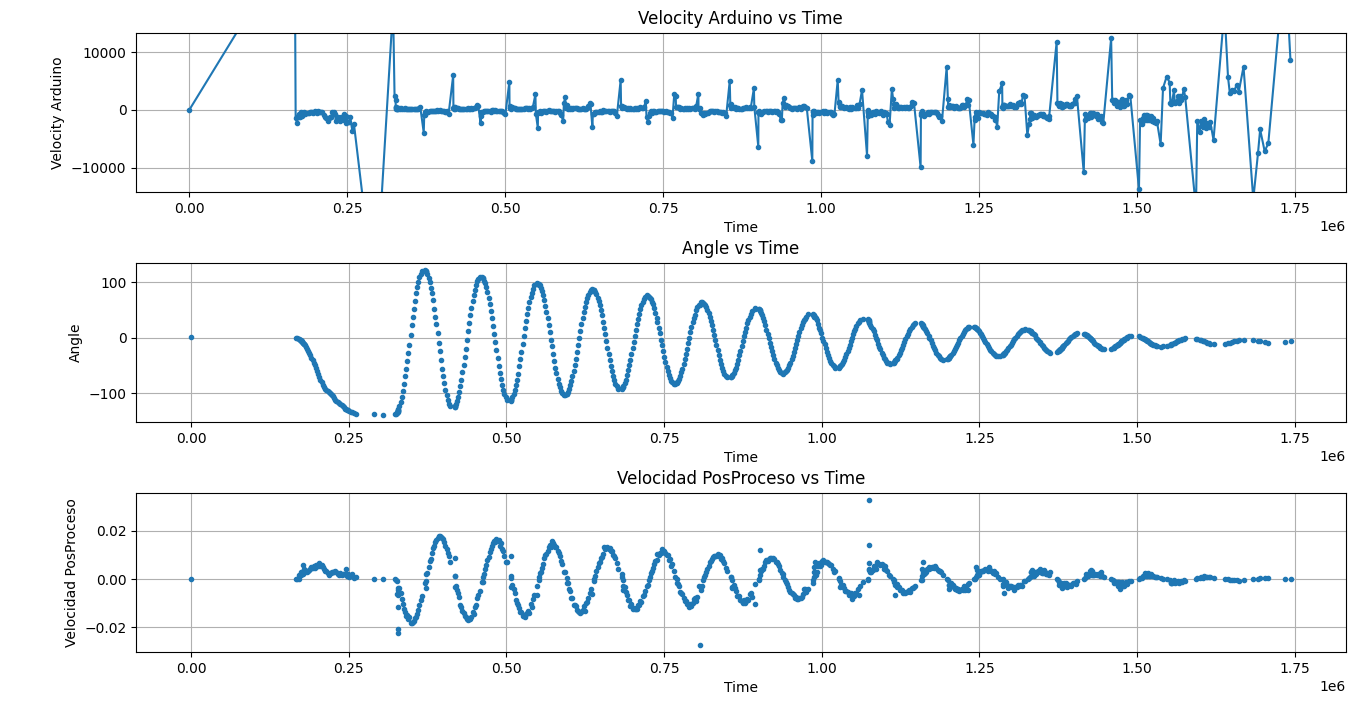 Velocity Arduino vs Time
Velocity Arduino
10000
0
−10000
0.00 0.25 0.50 0.75 1.00 1.25 1.50 1.75
1e6
Time
Angle vs Time
Angle
100
0
−100
0.00 0.25 0.50 0.75 1.00 1.25 1.50 1.75
1e6
Time
Velocidad PosProceso vs Time
Velocidad PosProceso
0.02
0.00
−0.02
0.00 0.25 0.50 0.75 1.00 1.25 1.50 1.75
1e6
Time